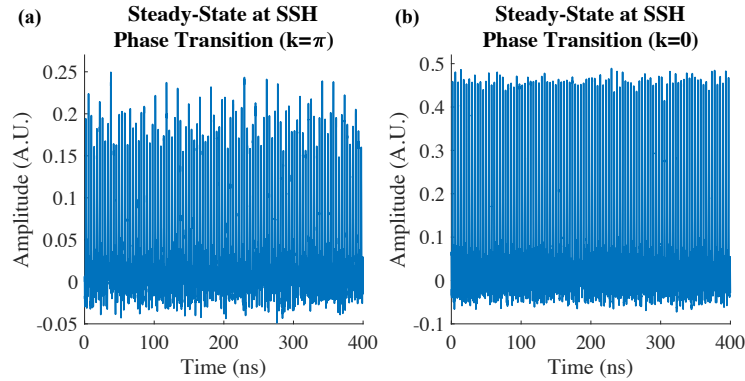 (a)
Steady-State at SSH
Phase Transition (k=π)
0.25
0.2
0.15
0.1
0.05
0
-0.05
Amplitude (A.U.)
0 100 200 300 400
Time (ns)
(b)
Steady-State at SSH
Phase Transition (k=0)
0.5
0.4
0.3
0.2
0.1
0
-0.1
Amplitude (A.U.)
0 100 200 300 400
Time (ns)